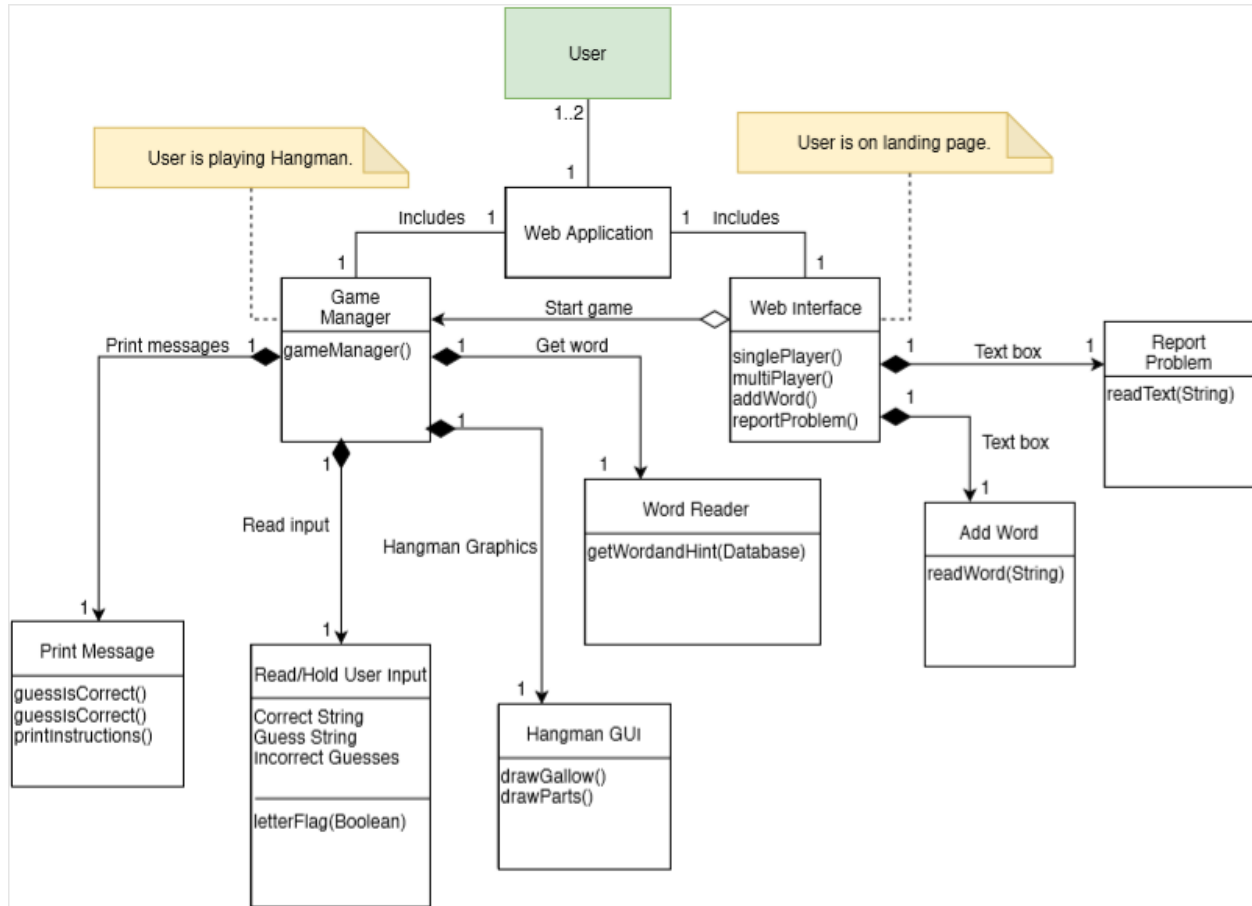 User
1..2
User is playing Hangman.
User is on landing page.
1
Includes
1
Web Application
1
Includes
1
1
Game
Manager
Start game
Web Interface
Print messages
1
gameManager()
1
Get word
singlePlayer()
multiPlayer()
addWord()
reportProblem()
1
Text box
1
Report
Problem
readText(String)
1
1
1
Text box
Read input
Hangman Graphics
1
Word Reader
getWordandHint(Database)
1
Add Word
readWord(String)
1
Print Message
guessIsCorrect()
guessIsCorrect()
printInstructions()
1
Read/Hold User Input
Correct String
Guess String
Incorrect Guesses
letterFlag(Boolean)
1
Hangman GUI
drawGallow()
drawParts()